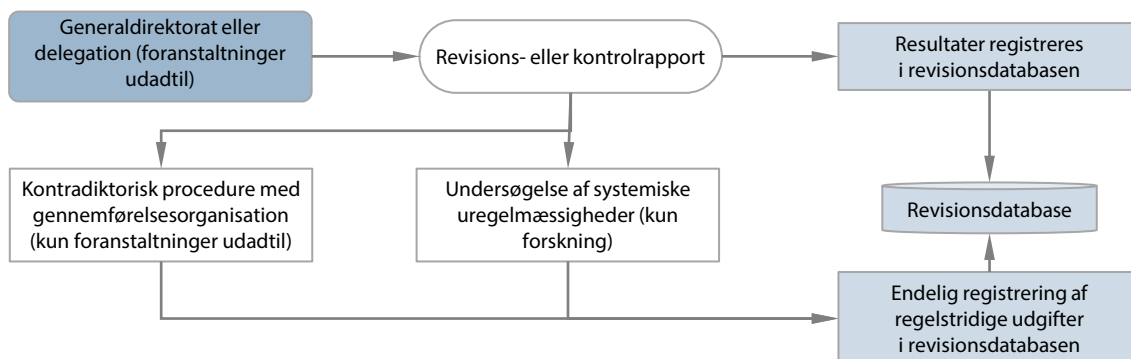 Generaldirektorat eller
delegation (foranstaltninger
udadtil)
Revisions- eller kontrolrapport
Resultater registreres
i revisionsdatabasen
Kontradiktorisk procedure med
gennemførelsesorganisation
(kun foranstaltninger udadtil)
Undersøgelse af systemiske
uregelmæssigheder (kun
forskning)
Revisionsdatabase
Endelig registrering af
regelstridige udgifter
i revisionsdatabasen